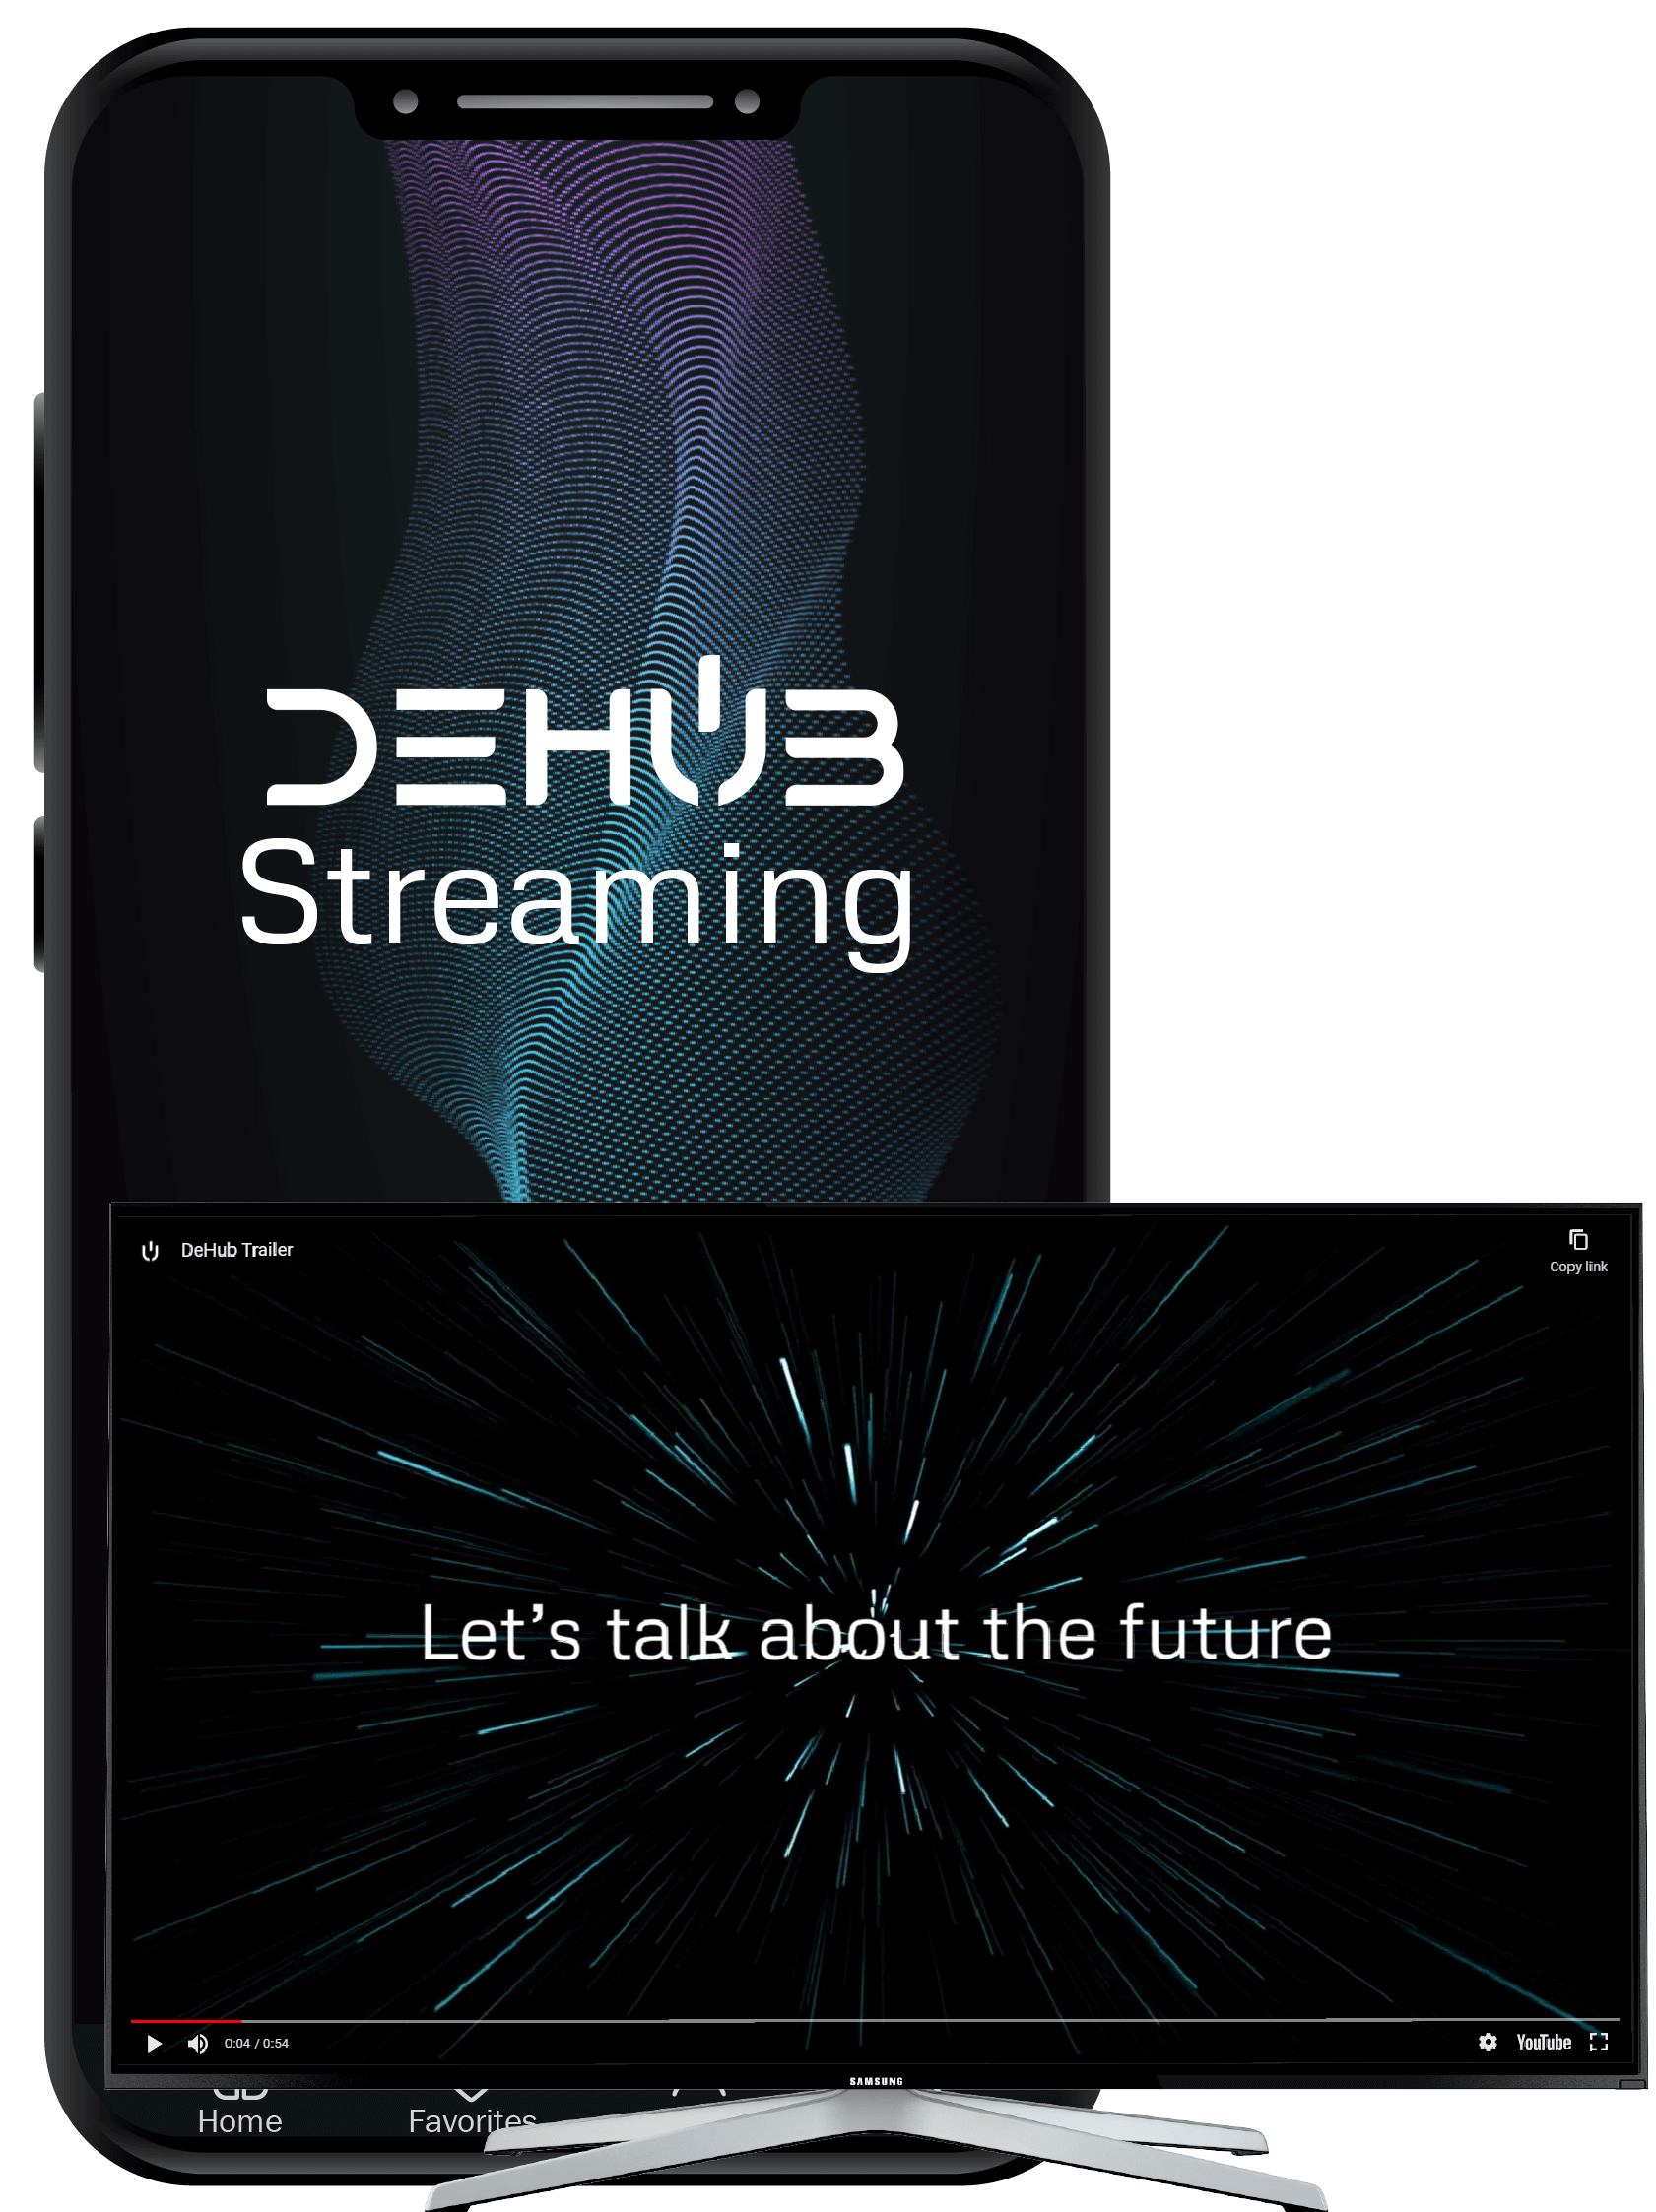 DEHUB
Streaming
DeHub Trailer
Copy link
Let's talk about the future
0:04 / 0:54
YouTube
SAMSUNG
Home
Favorites